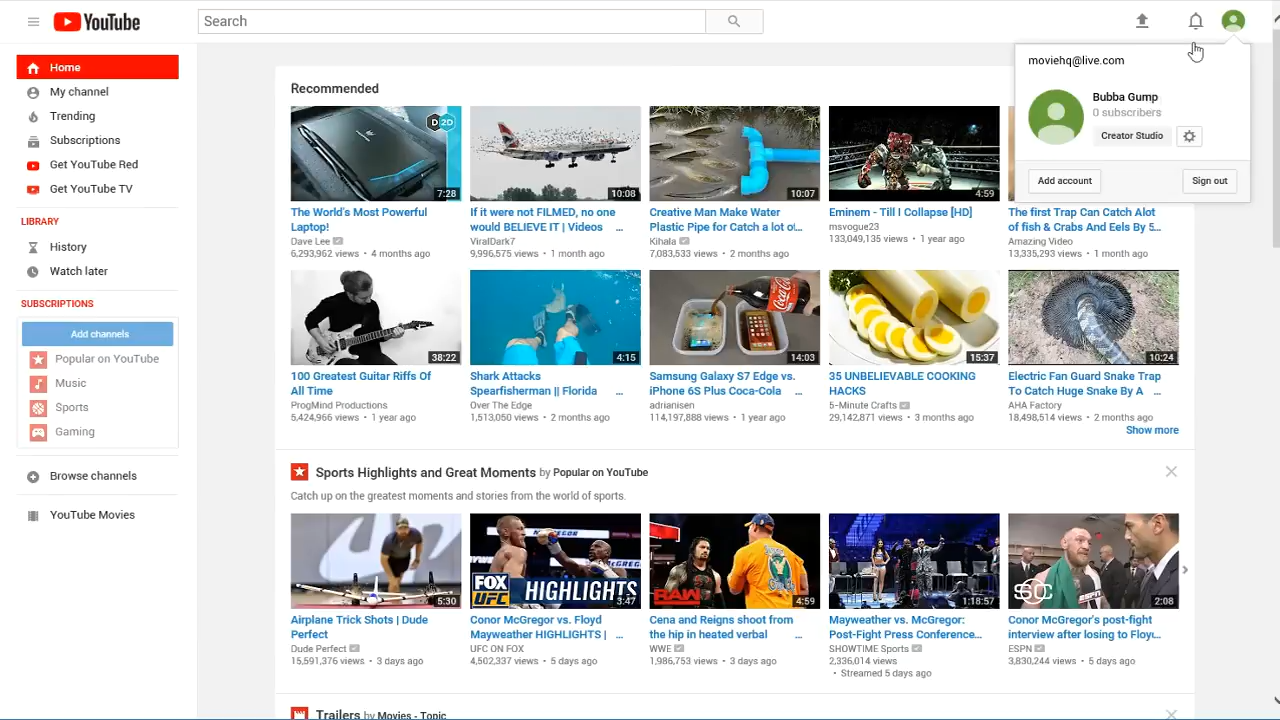 YouTube
Search
moviehq@live.com
Bubba Gump
0 subscribers
Creator Studio
Add account
Sign out
Home
My channel
Trending
Subscriptions
Get YouTube Red
Get YouTube TV
LIBRARY
History
Watch later
SUBSCRIPTIONS
Add channels
Popular on YouTube
Music
Sports
Gaming
Browse channels
YouTube Movies
Recommended
D2D
7:28
The World's Most Powerful
Laptop!
Dave Lee
6,293,962 views • 4 months ago
10:08
If it were not FILMED, no one
would BELIEVE IT | Videos ...
ViralDark7
9,996,575 views • 1 month ago
10:07
Creative Man Make Water
Plastic Pipe for Catch a lot o...
Kihala
7,083,533 views • 2 months ago
4:59
Eminem - Till I Collapse [HD]
msvogue23
133,049,135 views • 1 year ago
The first Trap Can Catch Alot
of fish & Crabs And Eels By 5...
Amazing Video
13,335,293 views • 1 month ago
38:22
100 Greatest Guitar Riffs Of
All Time
ProgMind Productions
5,424,966 views • 1 year ago
4:15
Shark Attacks
Spearfisherman || Florida ...
Over The Edge
1,513,050 views • 2 months ago
Coca-Cola
14:03
Samsung Galaxy S7 Edge vs.
iPhone 6S Plus Coca-Cola ...
adrianisen
114,197,888 views • 1 year ago
15:37
35 UNBELIEVABLE COOKING
HACKS
5-Minute Crafts
29,142,871 views • 3 months ago
10:24
Electric Fan Guard Snake Trap
To Catch Huge Snake By A ...
AHA Factory
18,498,514 views • 2 months ago
Show more
Sports Highlights and Great Moments by Popular on YouTube
Catch up on the greatest moments and stories from the world of sports.
5:30
Airplane Trick Shots | Dude
Perfect
Dude Perfect
15,591,376 views • 3 days ago
FOX
UFC
HIGHLIGHTS
3:47
Conor McGregor vs. Floyd
Mayweather HIGHLIGHTS | ...
UFC ON FOX
4,502,337 views • 5 days ago
RAW
4:59
Cena and Reigns shoot from
the hip in heated verbal ...
WWE
1,986,753 views • 3 days ago
1:18:57
Mayweather vs. McGregor:
Post-Fight Press Conference...
SHOWTIME Sports
2,336,014 views
• Streamed 5 days ago
SC
2:08
Conor McGregor's post-fight
interview after losing to Floy...
ESPN
3,830,244 views • 5 days ago
Trailers by Movies - Topic